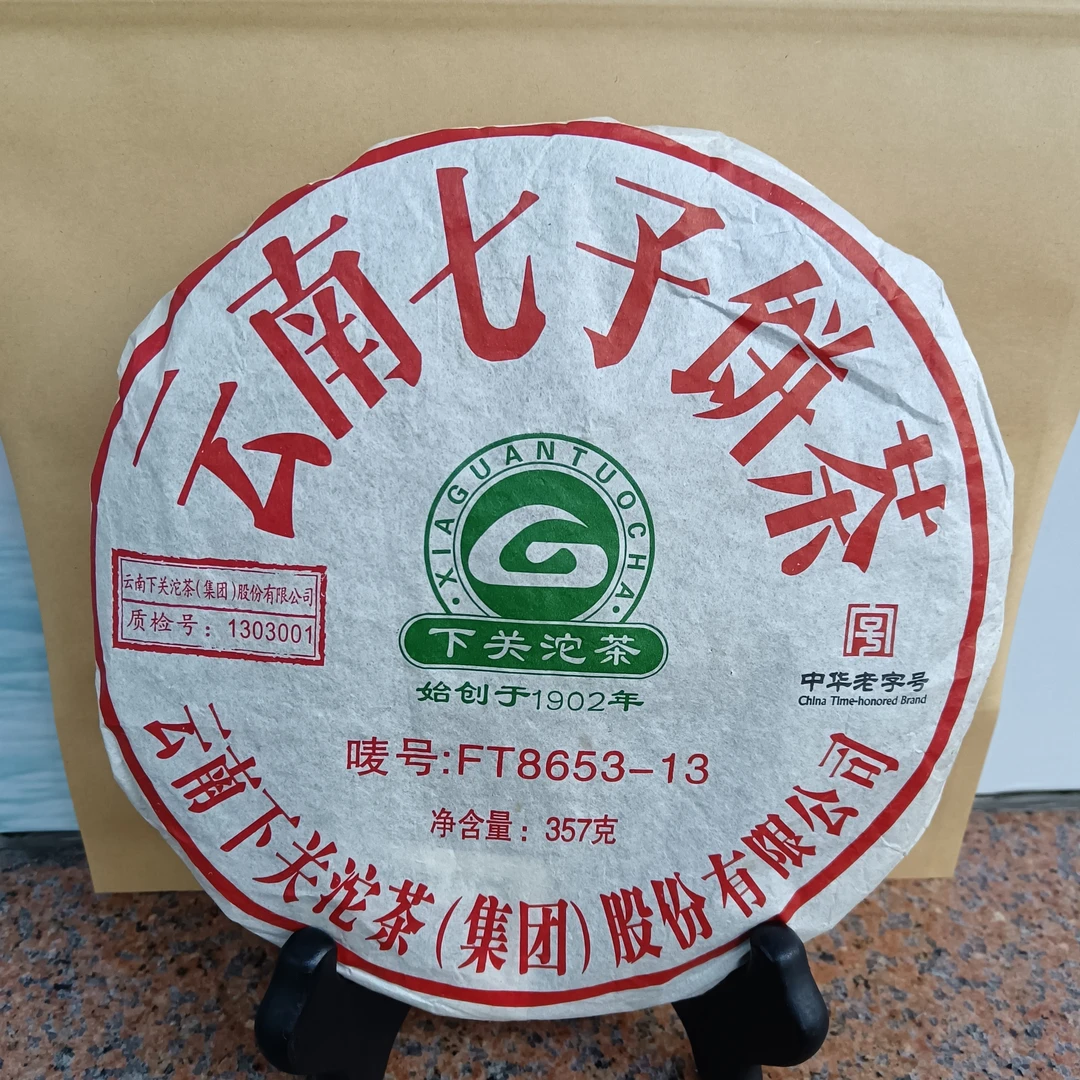 云南七子饼茶
·XIAGUANTUOCHA·
下关沱茶
始创于1902年
云南下关沱茶(集团)股份有限公司
质检号：1303001
中华老字号
China Time-honored Brand
唛号:FT8653-13
净含量：357克
云南下关沱茶(集团)股份有限公司